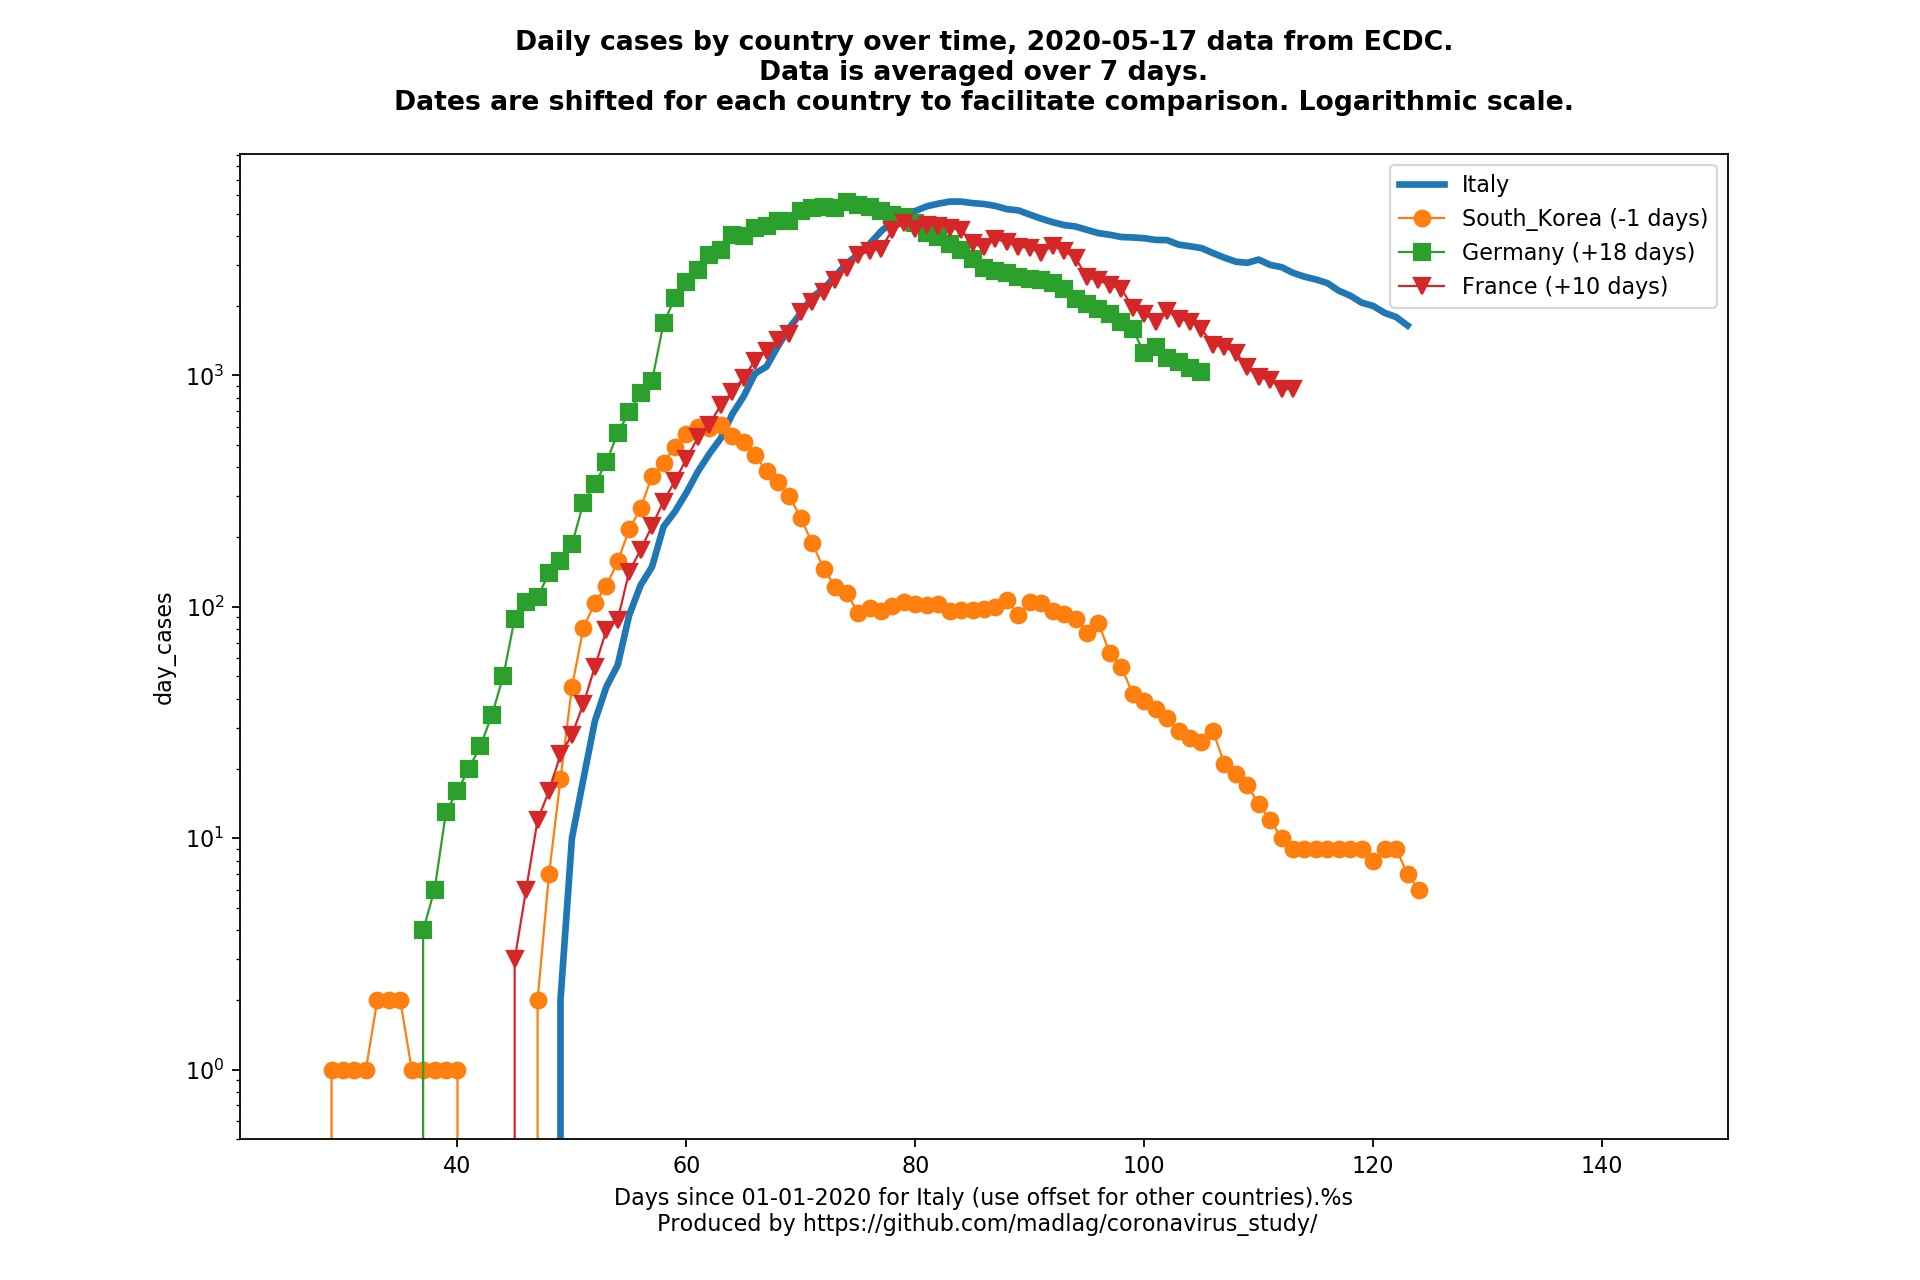 Daily cases by country over time, 2020-05-17 data from ECDC.
Data is averaged over 7 days.
Dates are shifted for each country to facilitate comparison. Logarithmic scale.
Italy
South_Korea (-1 days)
Germany (+18 days)
France (+10 days)
day_cases
10³
10²
10¹
10⁰
40 60 80 100 120 140
Days since 01-01-2020 for Italy (use offset for other countries).%s
Produced by https://github.com/madlag/coronavirus_study/